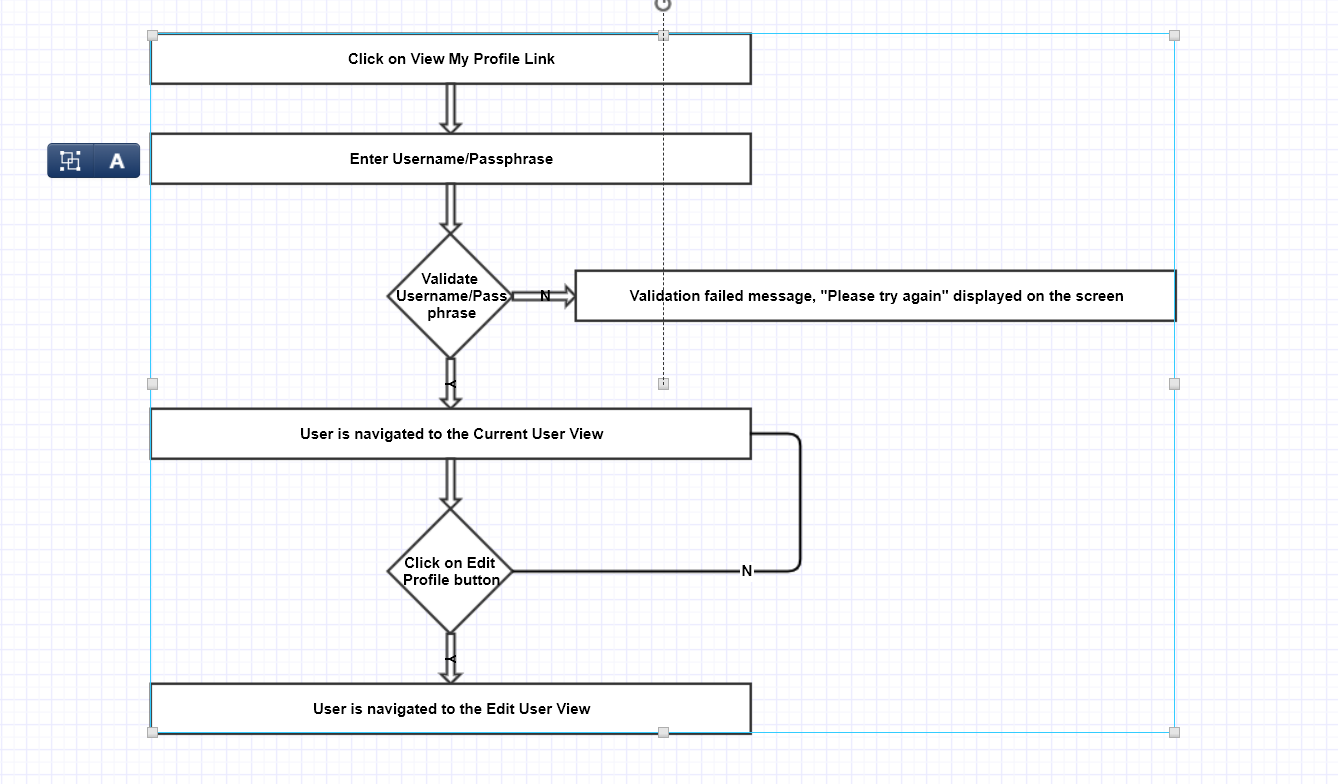 Click on View My Profile Link
A
Enter Username/Passphrase
Validate
Username/Pass
phrase
N
Validation failed message, "Please try again" displayed on the screen
Y
User is navigated to the Current User View
Click on Edit
Profile button
N
Y
User is navigated to the Edit User View